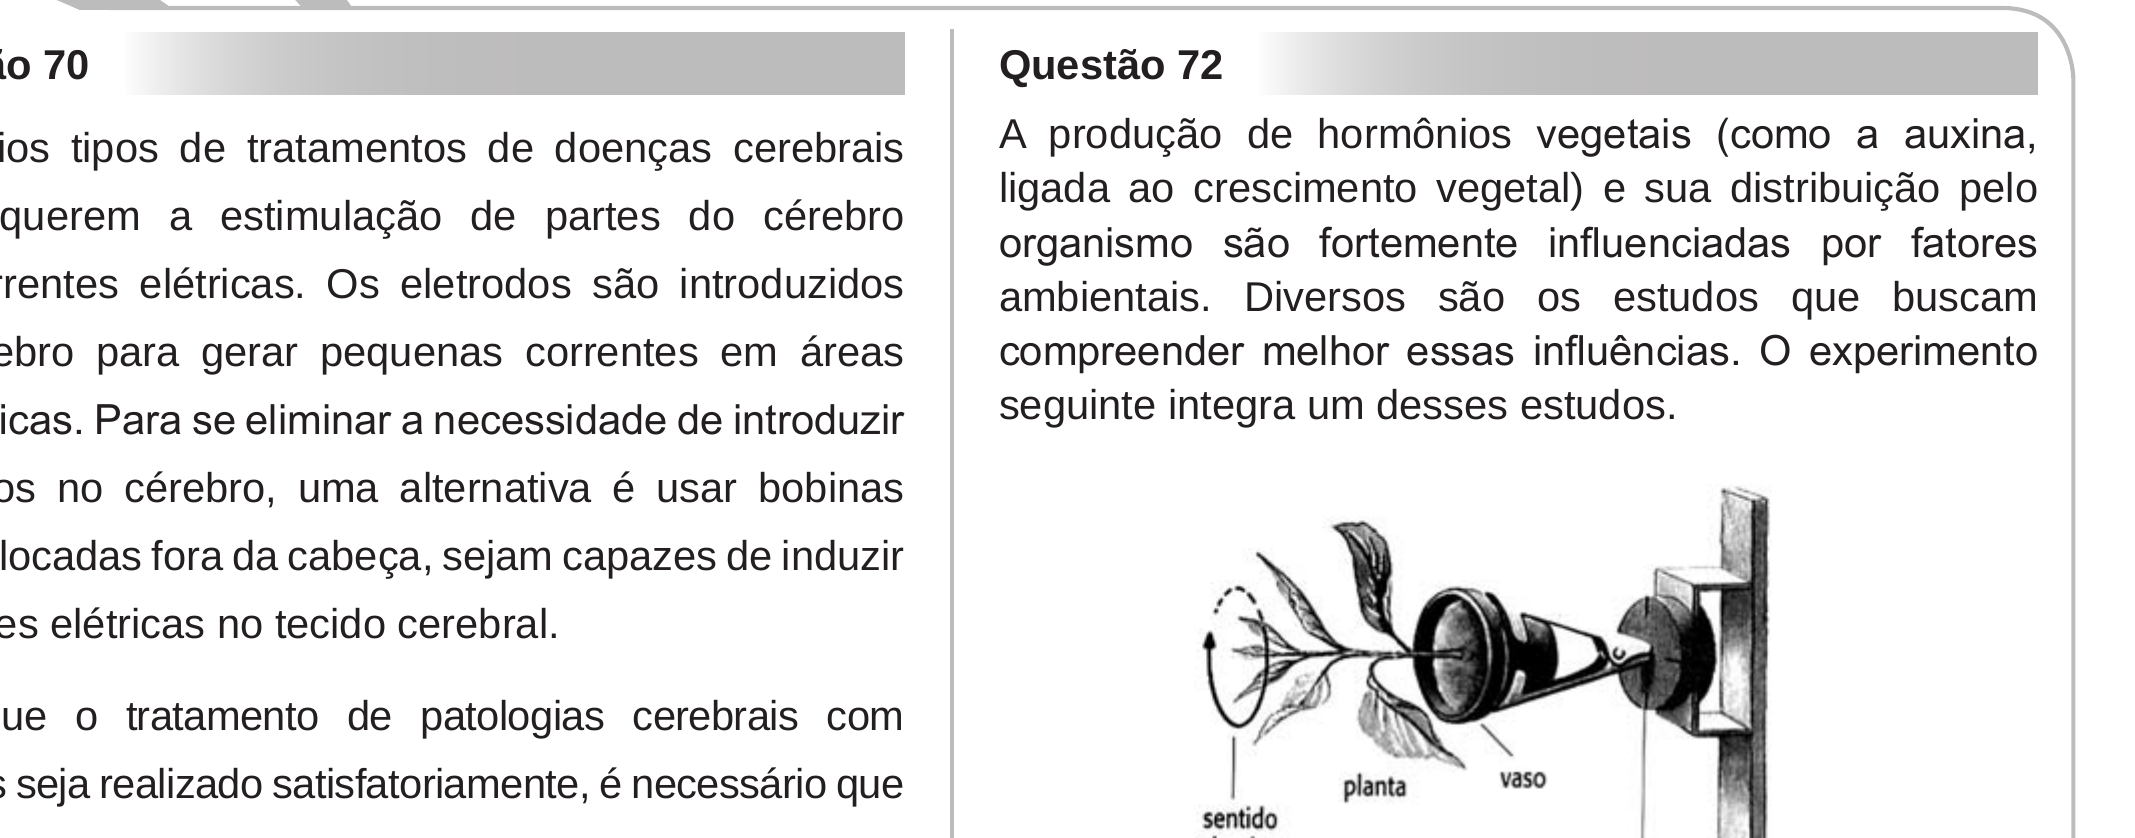 ão 70
ios tipos de tratamentos de doenças cerebrais
querem a estimulação de partes do cérebro
rrentes elétricas. Os eletrodos são introduzidos
ebro para gerar pequenas correntes em áreas
icas. Para se eliminar a necessidade de introduzir
os no cérebro, uma alternativa é usar bobinas
locadas fora da cabeça, sejam capazes de induzir
es elétricas no tecido cerebral.
ue o tratamento de patologias cerebrais com
s seja realizado satisfatoriamente, é necessário que
Questão 72
A produção de hormônios vegetais (como a auxina,
ligada ao crescimento vegetal) e sua distribuição pelo
organismo são fortemente influenciadas por fatores
ambientais. Diversos são os estudos que buscam
compreender melhor essas influências. O experimento
seguinte integra um desses estudos.
planta
vaso
sentido